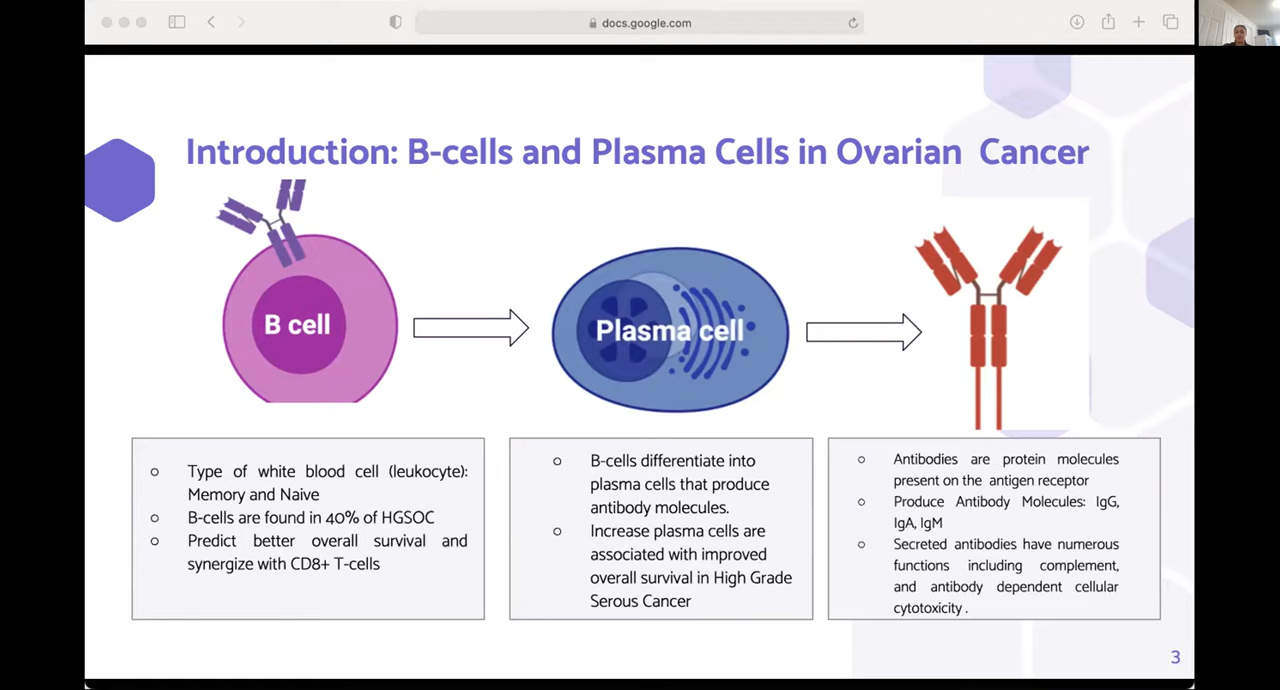 docs.google.com
Introduction: B-cells and Plasma Cells in Ovarian Cancer
B cell
Plasma cell
Type of white blood cell (leukocyte):
Memory and Naive
B-cells are found in 40% of HGSOC
Predict better overall survival and
synergize with CD8+ T-cells
B-cells differentiate into
plasma cells that produce
antibody molecules.
Increase plasma cells are
associated with improved
overall survival in High Grade
Serous Cancer
Antibodies are protein molecules
present on the antigen receptor
Produce Antibody Molecules: IgG,
IgA, IgM
Secreted antibodies have numerous
functions including complement,
and antibody dependent cellular
cytotoxicity .
3